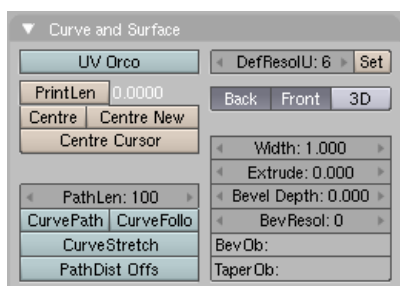 Curve and Surface
UV Orco
DefResolU: 6 Set
PrintLen 0.0000
Back Front 3D
Centre Centre New
Centre Cursor
Width: 1.000
Extrude: 0.000
PathLen: 100
Bevel Depth: 0.000
CurvePath CurveFollo
BevResol: 0
CurveStretch
BevOb:
PathDist Offs
TaperOb: